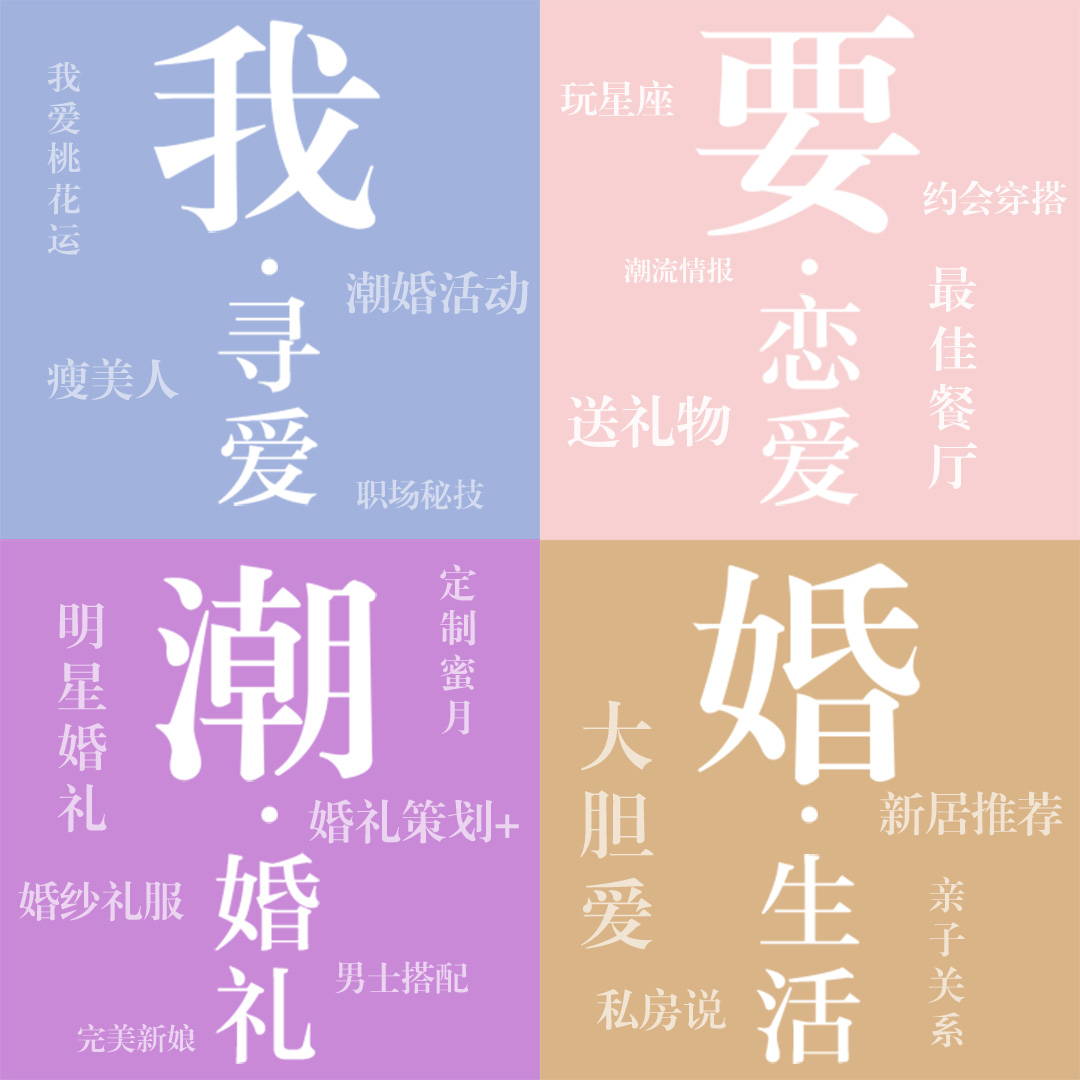 我
·
寻爱
我爱桃花运
潮婚活动
瘦美人
职场秘技
要
·
恋爱
玩星座
约会穿搭
潮流情报
最佳餐厅
送礼物
潮
·
婚礼
定制蜜月
明星婚礼
婚礼策划+
婚纱礼服
男士搭配
完美新娘
婚
·
生活
大胆爱
新居推荐
亲子关系
私房说